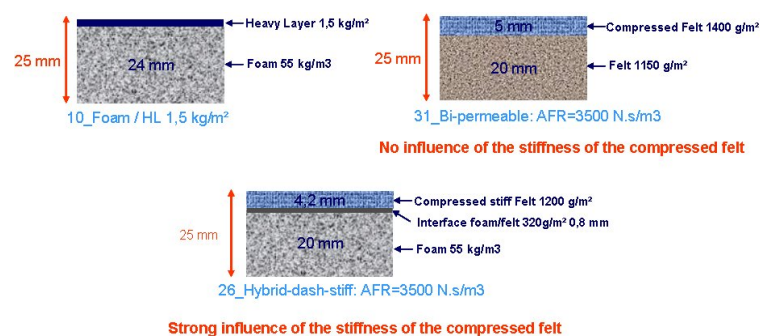 Heavy Layer 1,5 kg/m²
25 mm
24 mm
Foam 55 kg/m3
10_Foam / HL 1,5 kg/m²
5 mm
Compressed Felt 1400 g/m²
25 mm
20 mm
Felt 1150 g/m²
31_Bi-permeable: AFR=3500 N.s/m3
No influence of the stiffness of the compressed felt
4,2 mm
Compressed stiff Felt 1200 g/m²
Interface foam/felt 320g/m² 0,8 mm
25 mm
20 mm
Foam 55 kg/m3
26_Hybrid-dash-stiff: AFR=3500 N.s/m3
Strong influence of the stiffness of the compressed felt